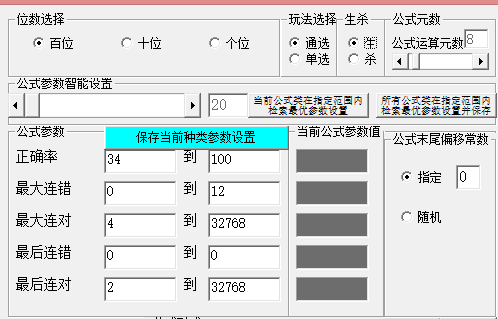 位数选择
百位 十位 个位
玩法选择
通选
单选
生杀
生
杀
公式元数
公式运算元数 8
公式参数智能设置
20
当前公式类在指定范围内
检索最优参数设置
所有公式类在指定范围内
检索最优参数设置并保存
公式参数
保存当前种类参数设置
当前公式参数值
正确率 34 到 100
最大连错 0 到 12
最大连对 4 到 32768
最后连错 0 到 0
最后连对 2 到 32768
公式末尾偏移常数
指定 0
随机